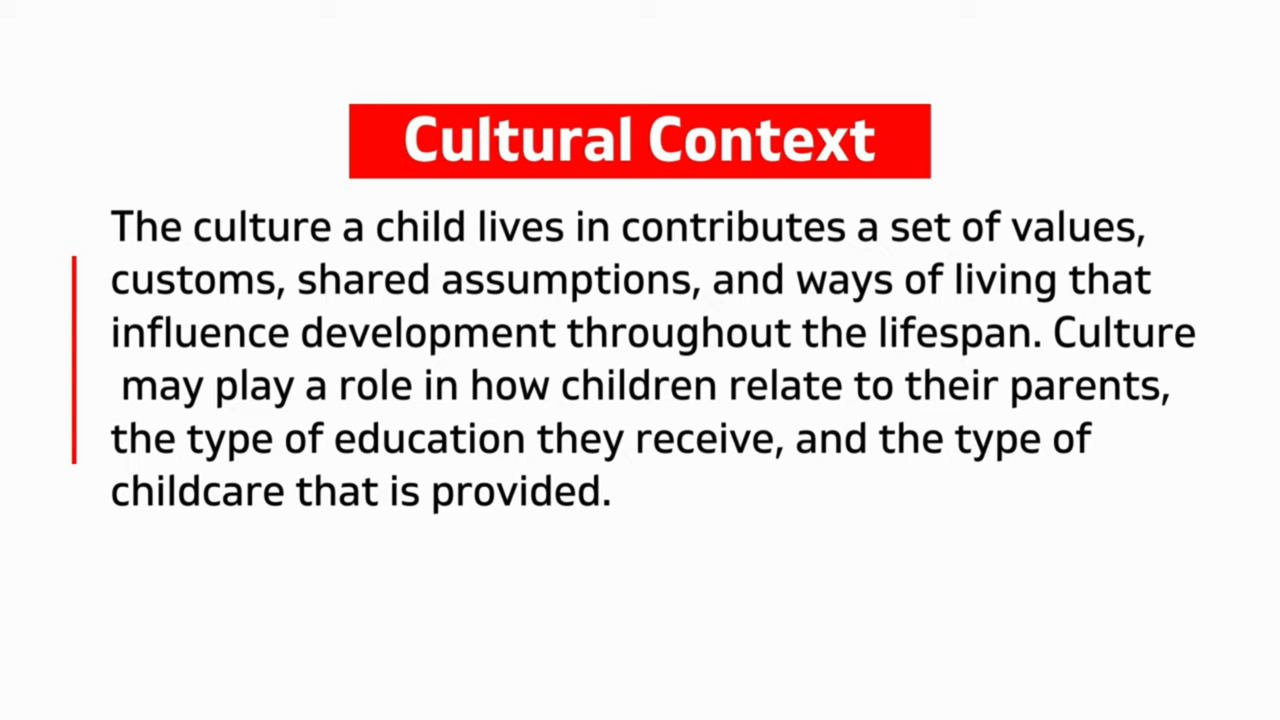 Cultural Context
The culture a child lives in contributes a set of values,
customs, shared assumptions, and ways of living that
influence development throughout the lifespan. Culture
may play a role in how children relate to their parents,
the type of education they receive, and the type of
childcare that is provided.